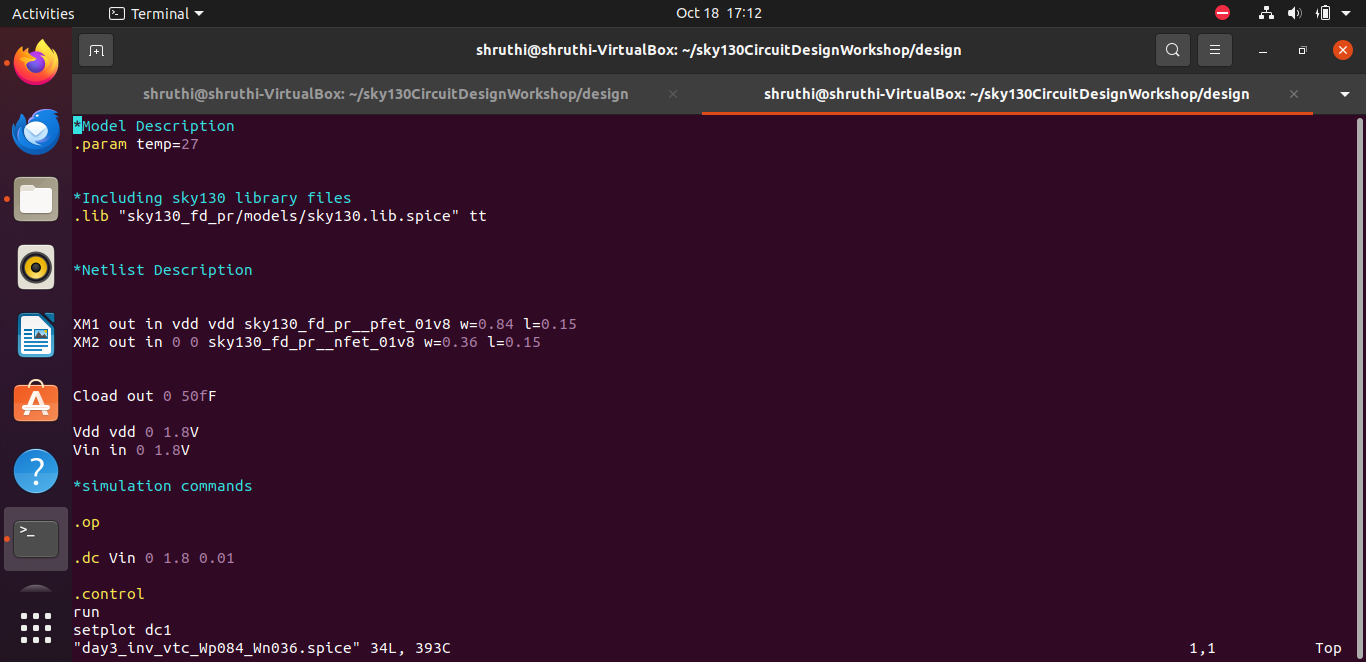 Activities
Terminal
Oct 18 17:12
shruthi@shruthi-VirtualBox: ~/sky130CircuitDesignWorkshop/design
shruthi@shruthi-VirtualBox: ~/sky130CircuitDesignWorkshop/design
shruthi@shruthi-VirtualBox: ~/sky130CircuitDesignWorkshop/design
*Model Description
.param temp=27
*Including sky130 library files
.lib "sky130_fd_pr/models/sky130.lib.spice" tt
*Netlist Description
XM1 out in vdd vdd sky130_fd_pr__pfet_01v8 w=0.84 l=0.15
XM2 out in 0 0 sky130_fd_pr__nfet_01v8 w=0.36 l=0.15
Cload out 0 50fF
Vdd vdd 0 1.8V
Vin in 0 1.8V
*simulation commands
.op
.dc Vin 0 1.8 0.01
.control
run
setplot dc1
"day3_inv_vtc_Wp084_Wn036.spice" 34L, 393C 1,1 Top